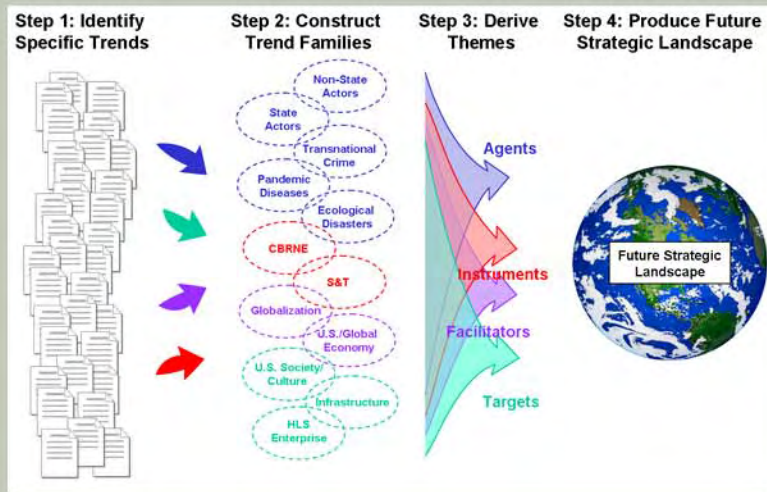 Step 1: Identify
Specific Trends
Step 2: Construct
Trend Families
Step 3: Derive
Themes
Step 4: Produce Future
Strategic Landscape
Non-State
Actors
State
Actors
Transnational
Crime
Pandemic
Diseases
Ecological
Disasters
CBRNE
S&T
Globalization
U.S./Global
Economy
U.S. Society/
Culture
Infrastructure
HLS
Enterprise
Agents
Instruments
Facilitators
Targets
Future Strategic
Landscape